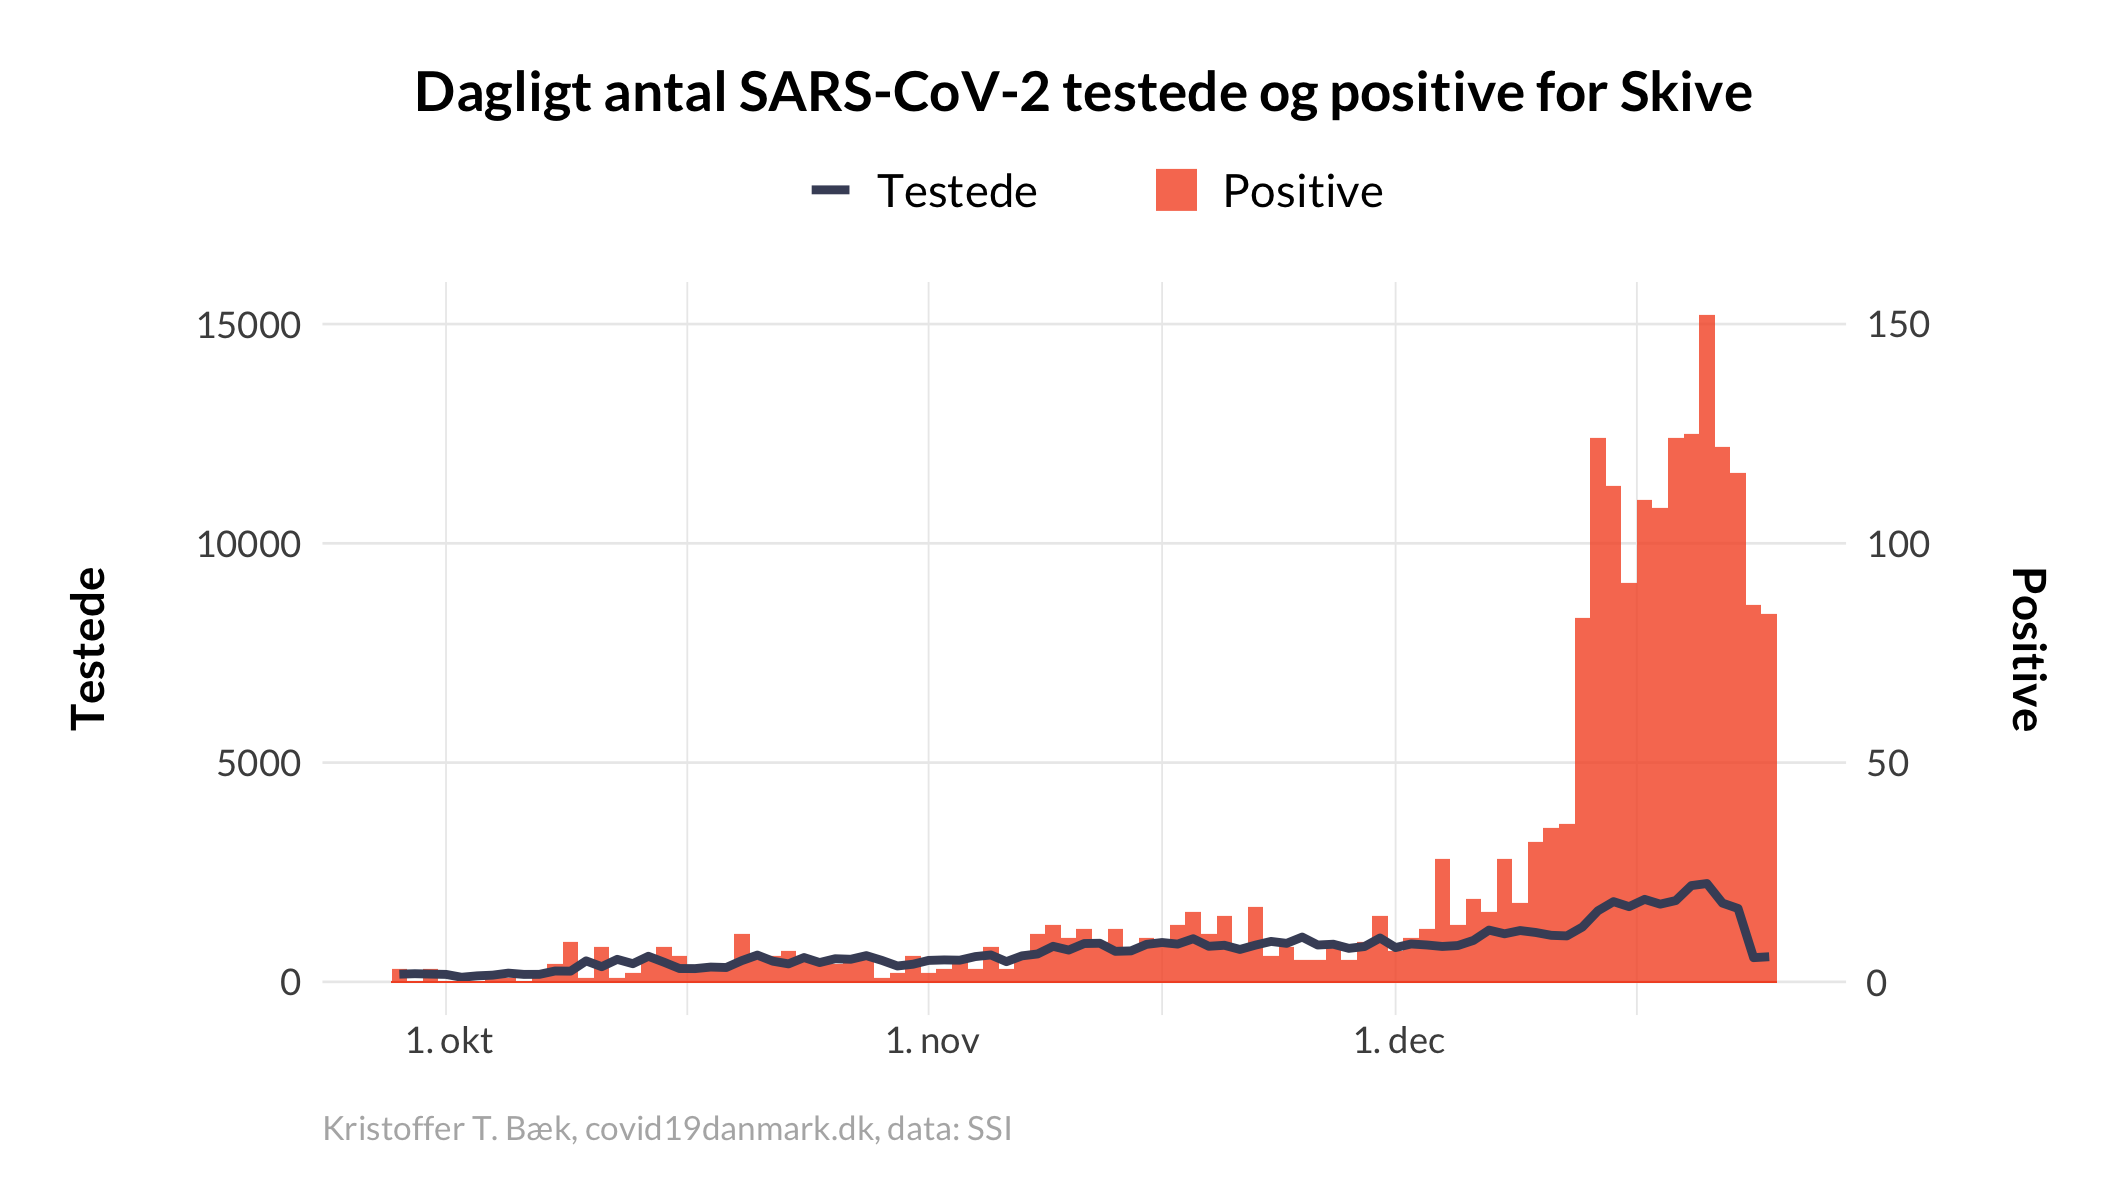 Dagligt antal SARS-CoV-2 testede og positive for Skive
Testede
Positive
15000
10000
5000
0
Testede
150
100
50
0
Positive
1. okt
1. nov
1. dec
Kristoffer T. Bæk, covid19danmark.dk, data: SSI